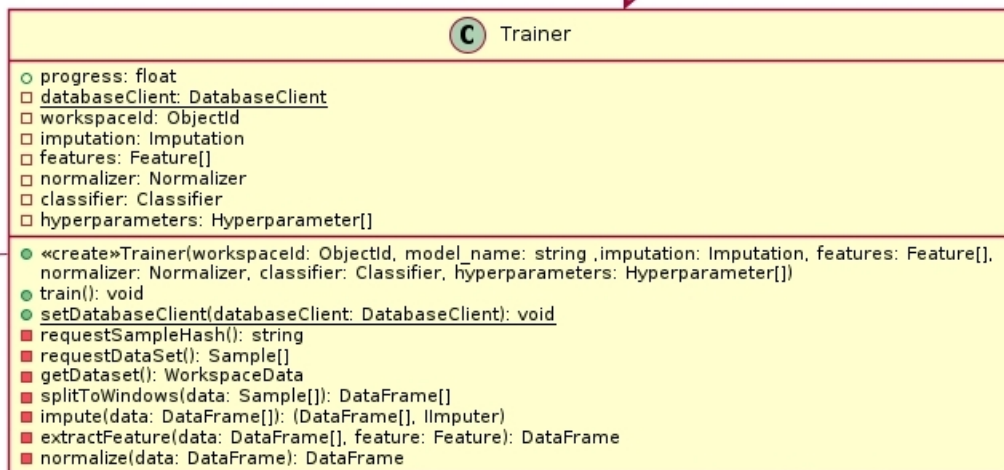 C Trainer
progress: float
databaseClient: DatabaseClient
workspaceId: ObjectId
imputation: Imputation
features: Feature[]
normalizer: Normalizer
classifier: Classifier
hyperparameters: Hyperparameter[]
«create»Trainer(workspaceId: ObjectId, model_name: string ,imputation: Imputation, features: Feature[],
normalizer: Normalizer, classifier: Classifier, hyperparameters: Hyperparameter[])
train(): void
setDatabaseClient(databaseClient: DatabaseClient): void
requestSampleHash(): string
requestDataSet(): Sample[]
getDataset(): WorkspaceData
splitToWindows(data: Sample[]): DataFrame[]
impute(data: DataFrame[]): (DataFrame[], IImputer)
extractFeature(data: DataFrame[], feature: Feature): DataFrame
normalize(data: DataFrame): DataFrame